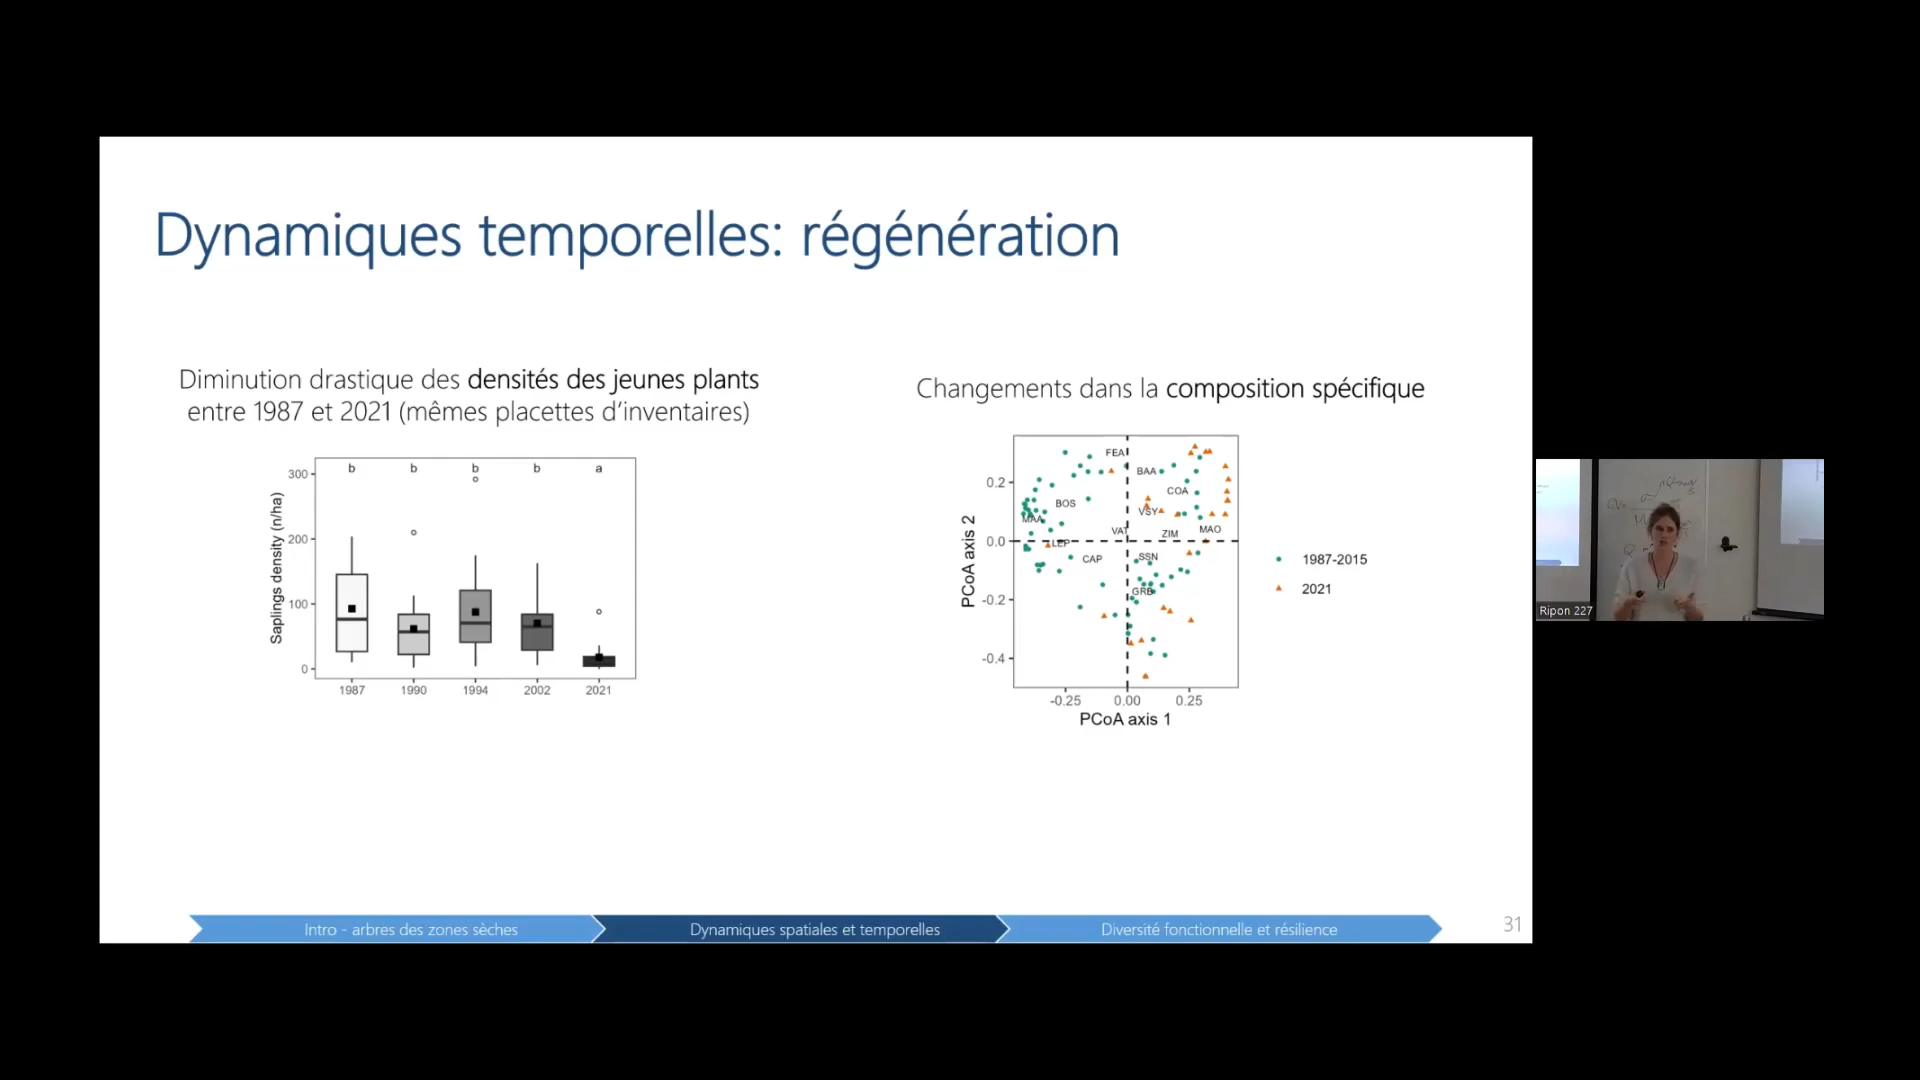 Dynamiques temporelles: régénération
Diminution drastique des densités des jeunes plants
entre 1987 et 2021 (mêmes placettes d'inventaires)
Changements dans la composition spécifique
b b b b a
Saplings density (n/ha)
300
200
100
0
1987 1990 1994 2002 2021
PCoA axis 2
0.2
0.0
-0.2
-0.4
FEA
BAA
COA
BOS
VSY
MAA
VAT
ZIM
MAO
LEP
CAP
SSN
GRB
-0.25 0.00 0.25
PCoA axis 1
1987-2015
2021
Ripon 227
Intro - arbres des zones sèches
Dynamiques spatiales et temporelles
Diversité fonctionnelle et résilience
31